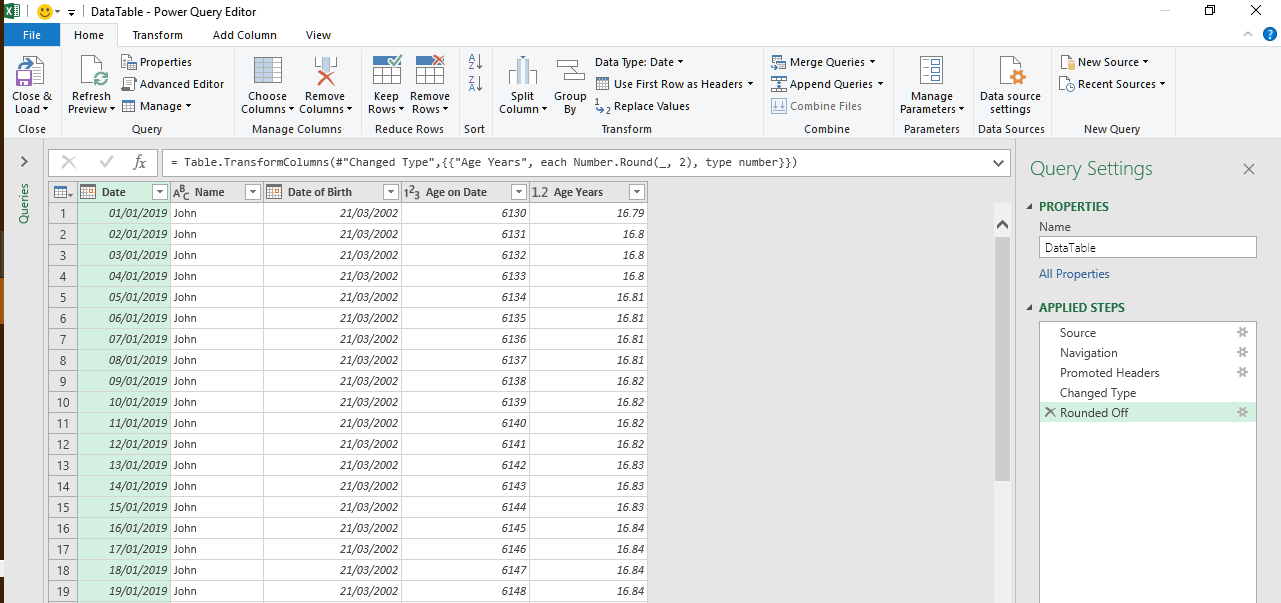 DataTable - Power Query Editor
File Home Transform Add Column View
Close & Load
Close
Refresh Preview
Properties
Advanced Editor
Manage
Query
Choose Columns
Remove Columns
Manage Columns
Keep Rows
Remove Rows
Reduce Rows
Sort
Split Column
Group By
Data Type: Date
Use First Row as Headers
Replace Values
Transform
Merge Queries
Append Queries
Combine Files
Combine
Manage Parameters
Parameters
Data source settings
Data Sources
New Source
Recent Sources
New Query
Queries
fx = Table.TransformColumns(#"Changed Type",{{"Age Years", each Number.Round(_, 2), type number}})
Date ABC Name Date of Birth 123 Age on Date 1.2 Age Years
1 01/01/2019 John 21/03/2002 6130 16.79
2 02/01/2019 John 21/03/2002 6131 16.8
3 03/01/2019 John 21/03/2002 6132 16.8
4 04/01/2019 John 21/03/2002 6133 16.8
5 05/01/2019 John 21/03/2002 6134 16.81
6 06/01/2019 John 21/03/2002 6135 16.81
7 07/01/2019 John 21/03/2002 6136 16.81
8 08/01/2019 John 21/03/2002 6137 16.81
9 09/01/2019 John 21/03/2002 6138 16.82
10 10/01/2019 John 21/03/2002 6139 16.82
11 11/01/2019 John 21/03/2002 6140 16.82
12 12/01/2019 John 21/03/2002 6141 16.82
13 13/01/2019 John 21/03/2002 6142 16.83
14 14/01/2019 John 21/03/2002 6143 16.83
15 15/01/2019 John 21/03/2002 6144 16.83
16 16/01/2019 John 21/03/2002 6145 16.84
17 17/01/2019 John 21/03/2002 6146 16.84
18 18/01/2019 John 21/03/2002 6147 16.84
19 19/01/2019 John 21/03/2002 6148 16.84
Query Settings
PROPERTIES
Name
DataTable
All Properties
APPLIED STEPS
Source
Navigation
Promoted Headers
Changed Type
Rounded Off